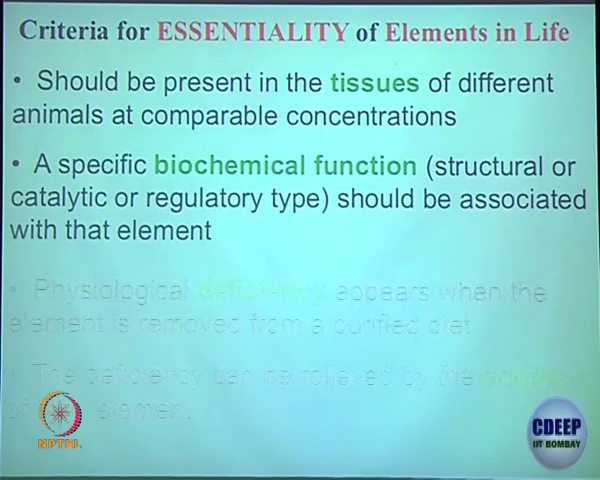 Criteria for ESSENTIALITY of Elements in Life
• Should be present in the tissues of different
animals at comparable concentrations
• A specific biochemical function (structural or
catalytic or regulatory type) should be associated
with that element
• Physiological deficiency appears when the
element is removed from a purified diet
• The deficiency can be relieved by the
of element
NPTEL
CDEEP
IIT BOMBAY